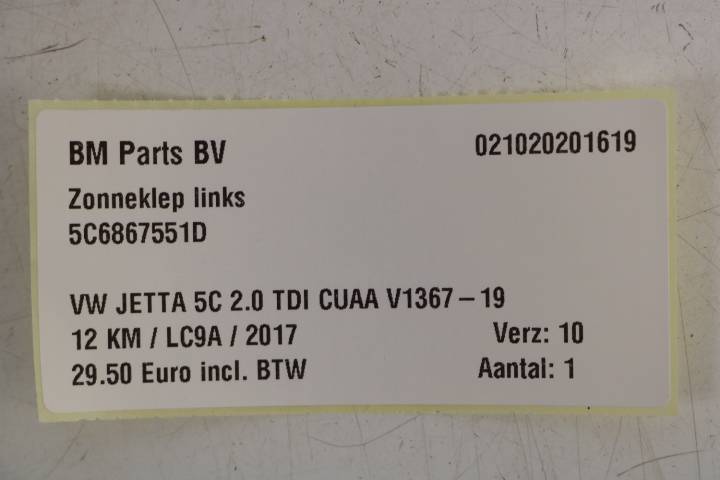 BM Parts BV 021020201619
Zonneklep links
5C6867551D
VW JETTA 5C 2.0 TDI CUAA V1367-19
12 KM / LC9A / 2017 Verz: 10
29.50 Euro incl. BTW Aantal: 1